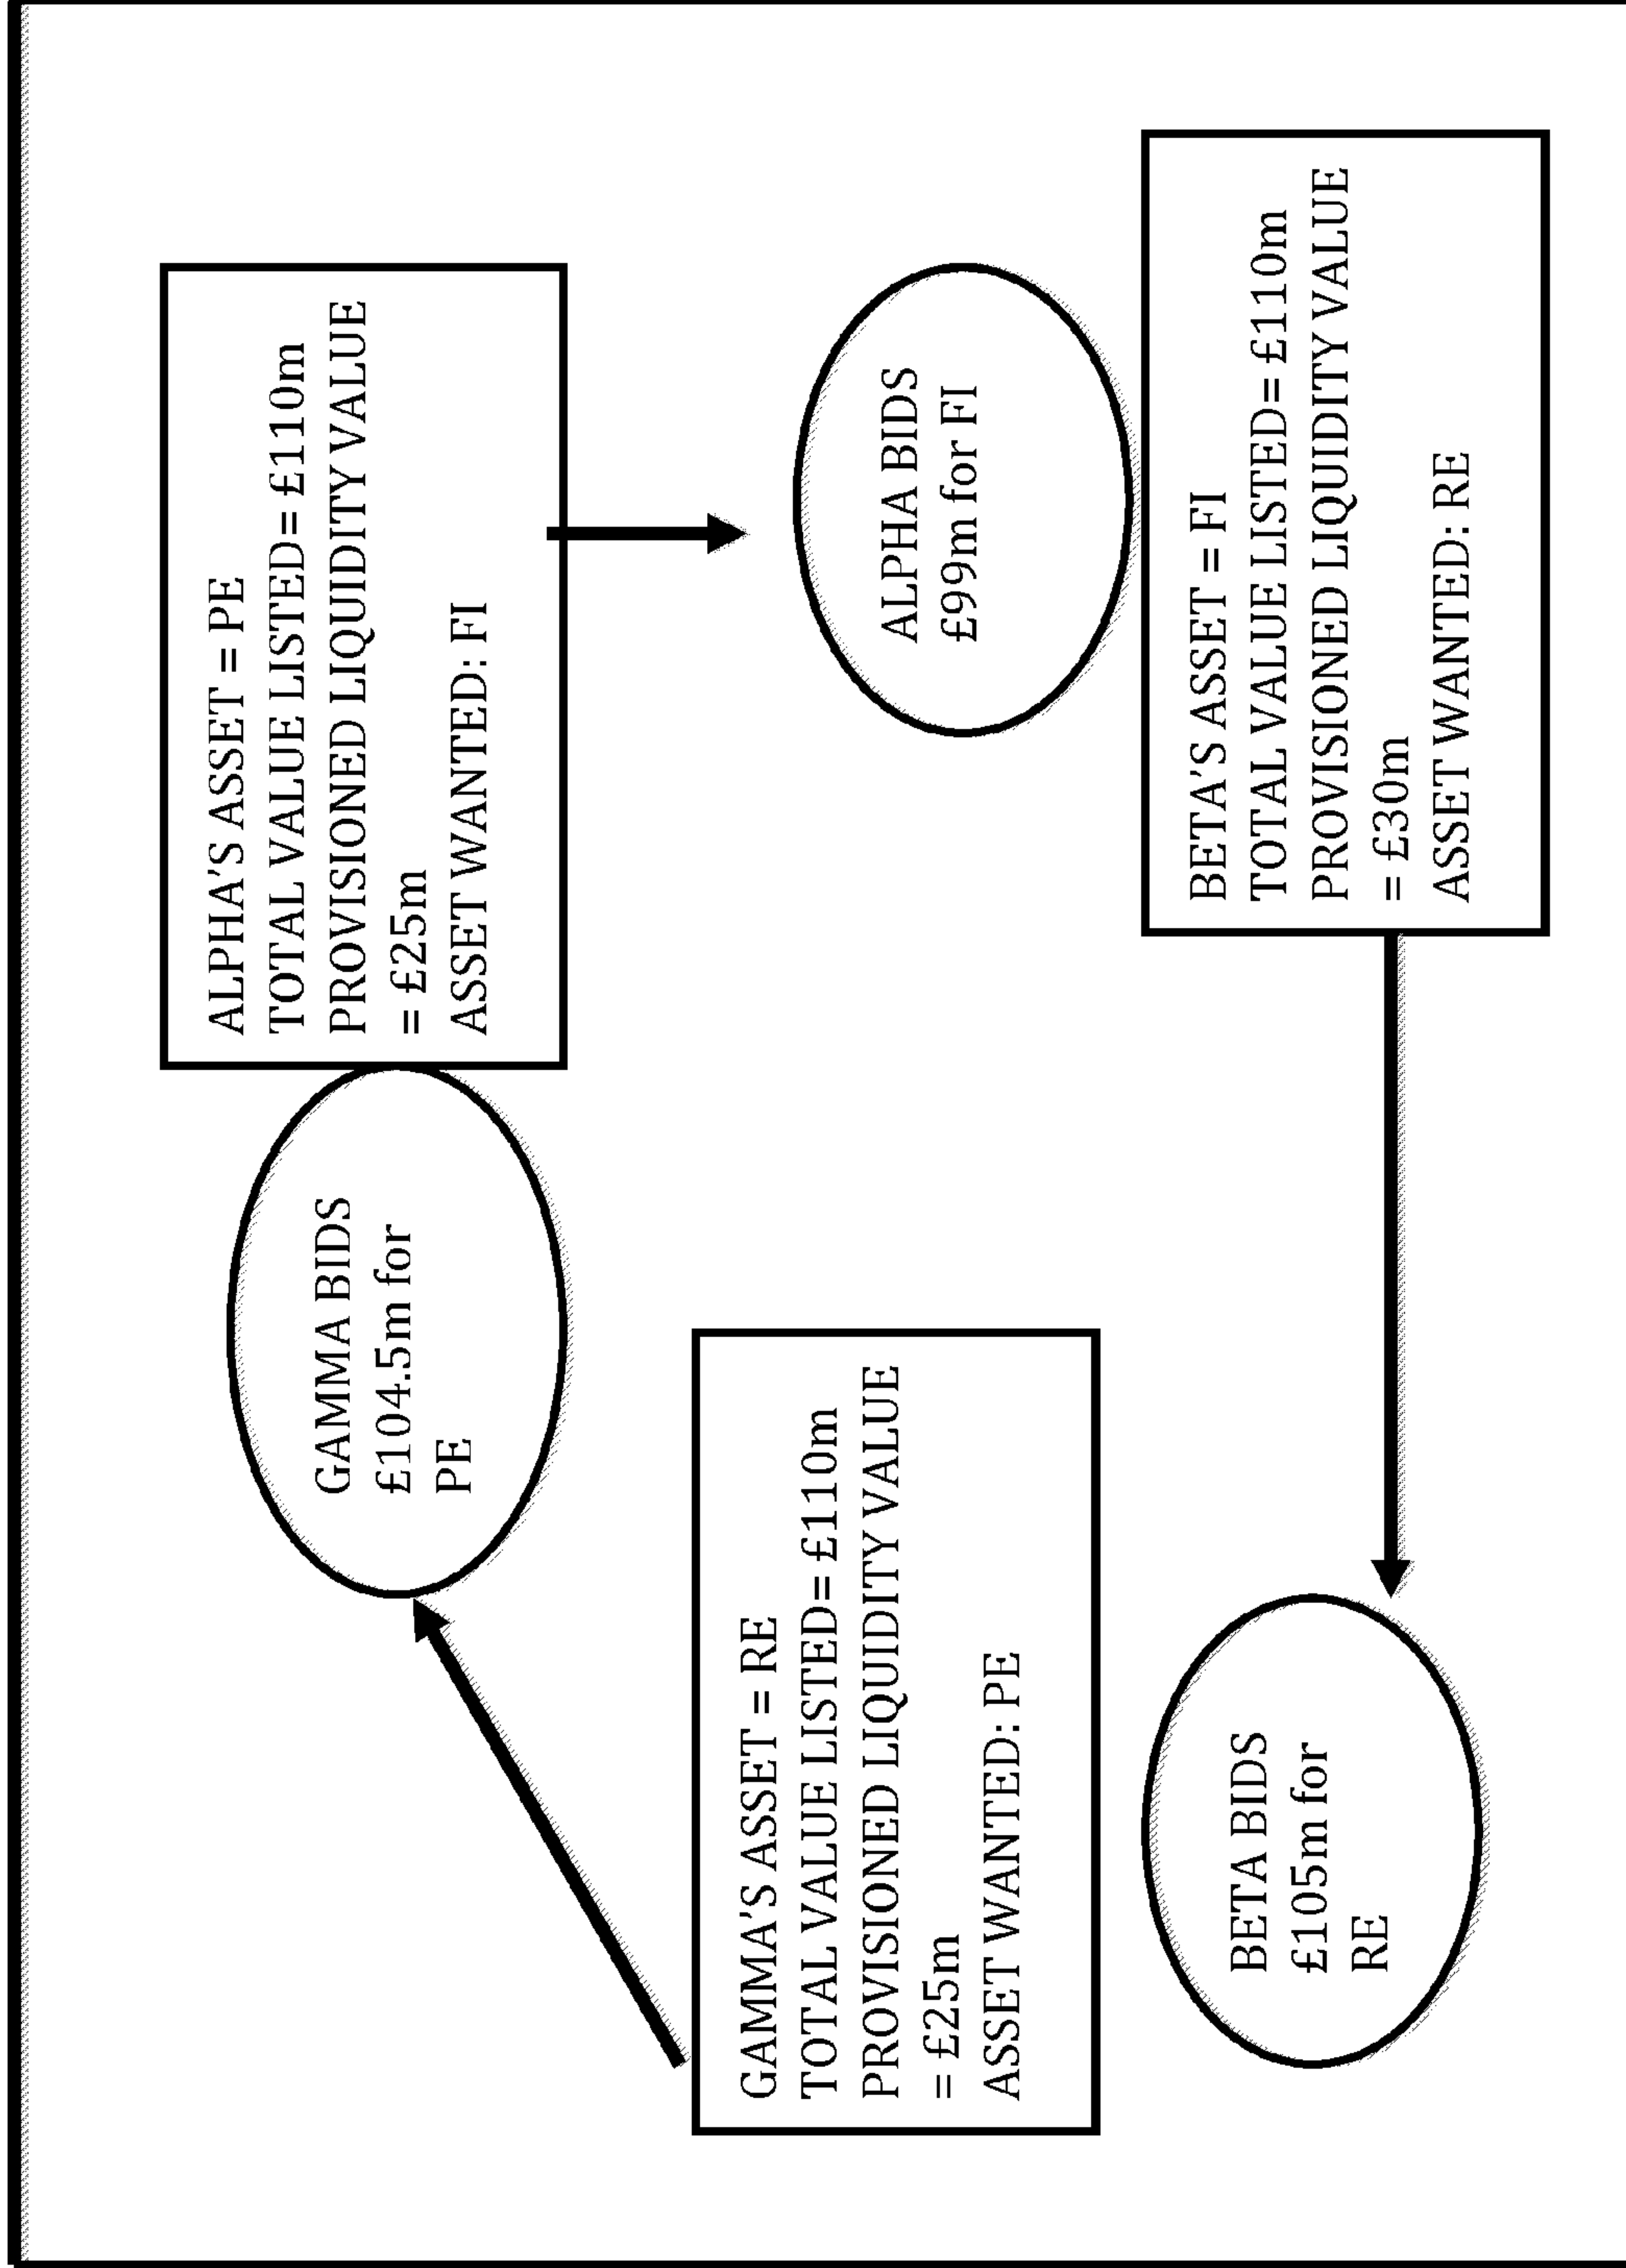 GAMMA BIDS
£104.5m for
PE
ALPHA'S ASSET = PE
TOTAL VALUE LISTED= £110m
PROVISIONED LIQUIDITY VALUE
= £25m
ASSET WANTED: FI
GAMMA'S ASSET = RE
TOTAL VALUE LISTED= £110m
PROVISIONED LIQUIDITY VALUE
= £25m
ASSET WANTED: PE
ALPHA BIDS
£99m for FI
BETA BIDS
£105m for
RE
BETA'S ASSET = FI
TOTAL VALUE LISTED= £110m
PROVISIONED LIQUIDITY VALUE
= £30m
ASSET WANTED: RE